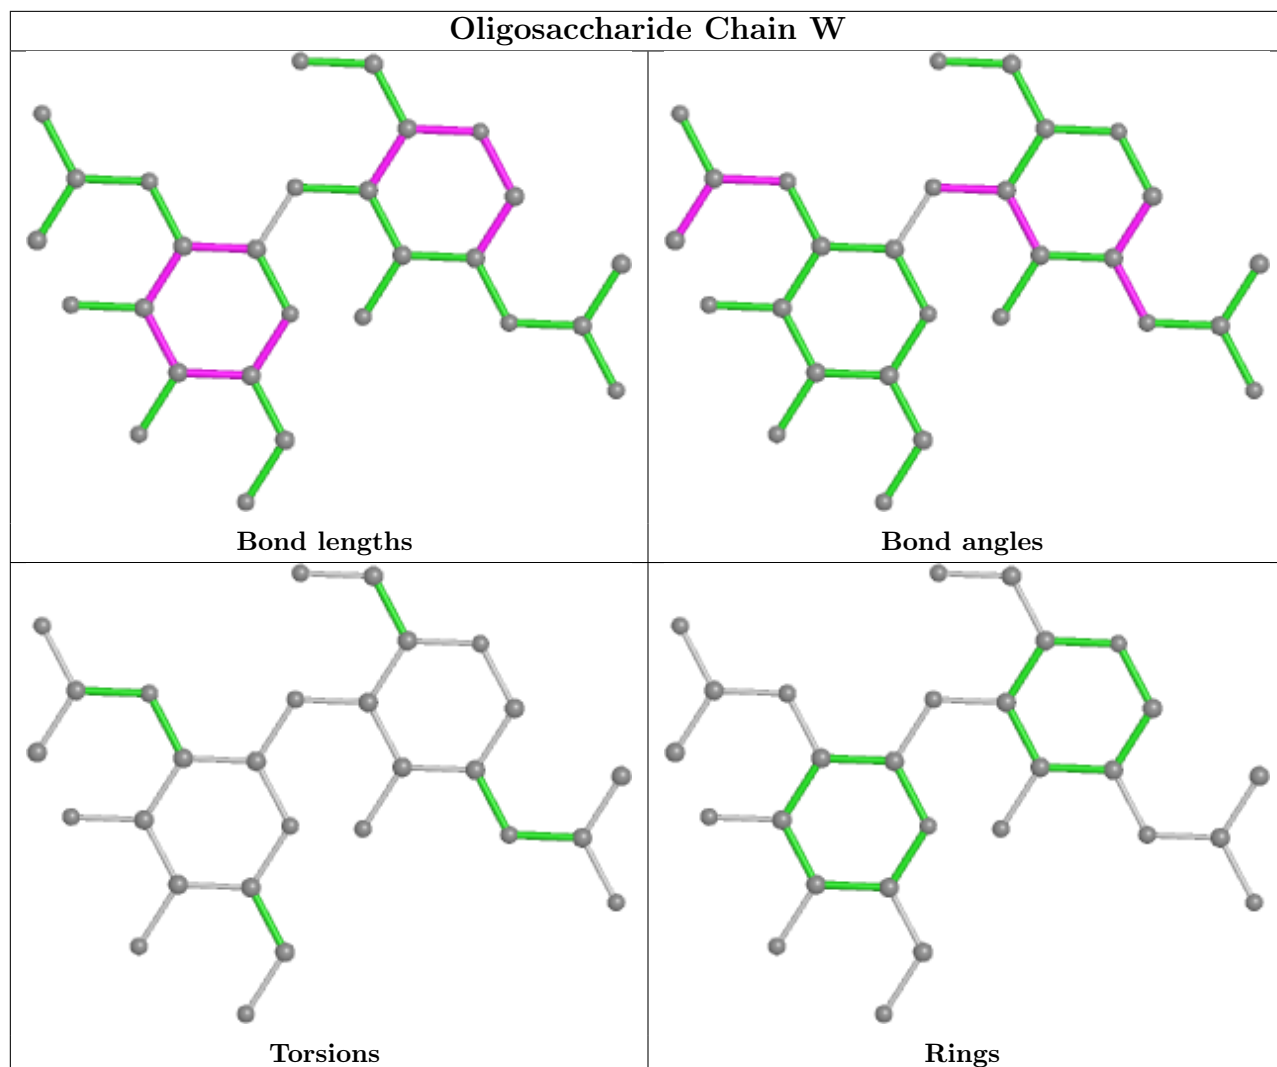 Oligosaccharide Chain W
Bond lengths
Bond angles
Torsions
Rings